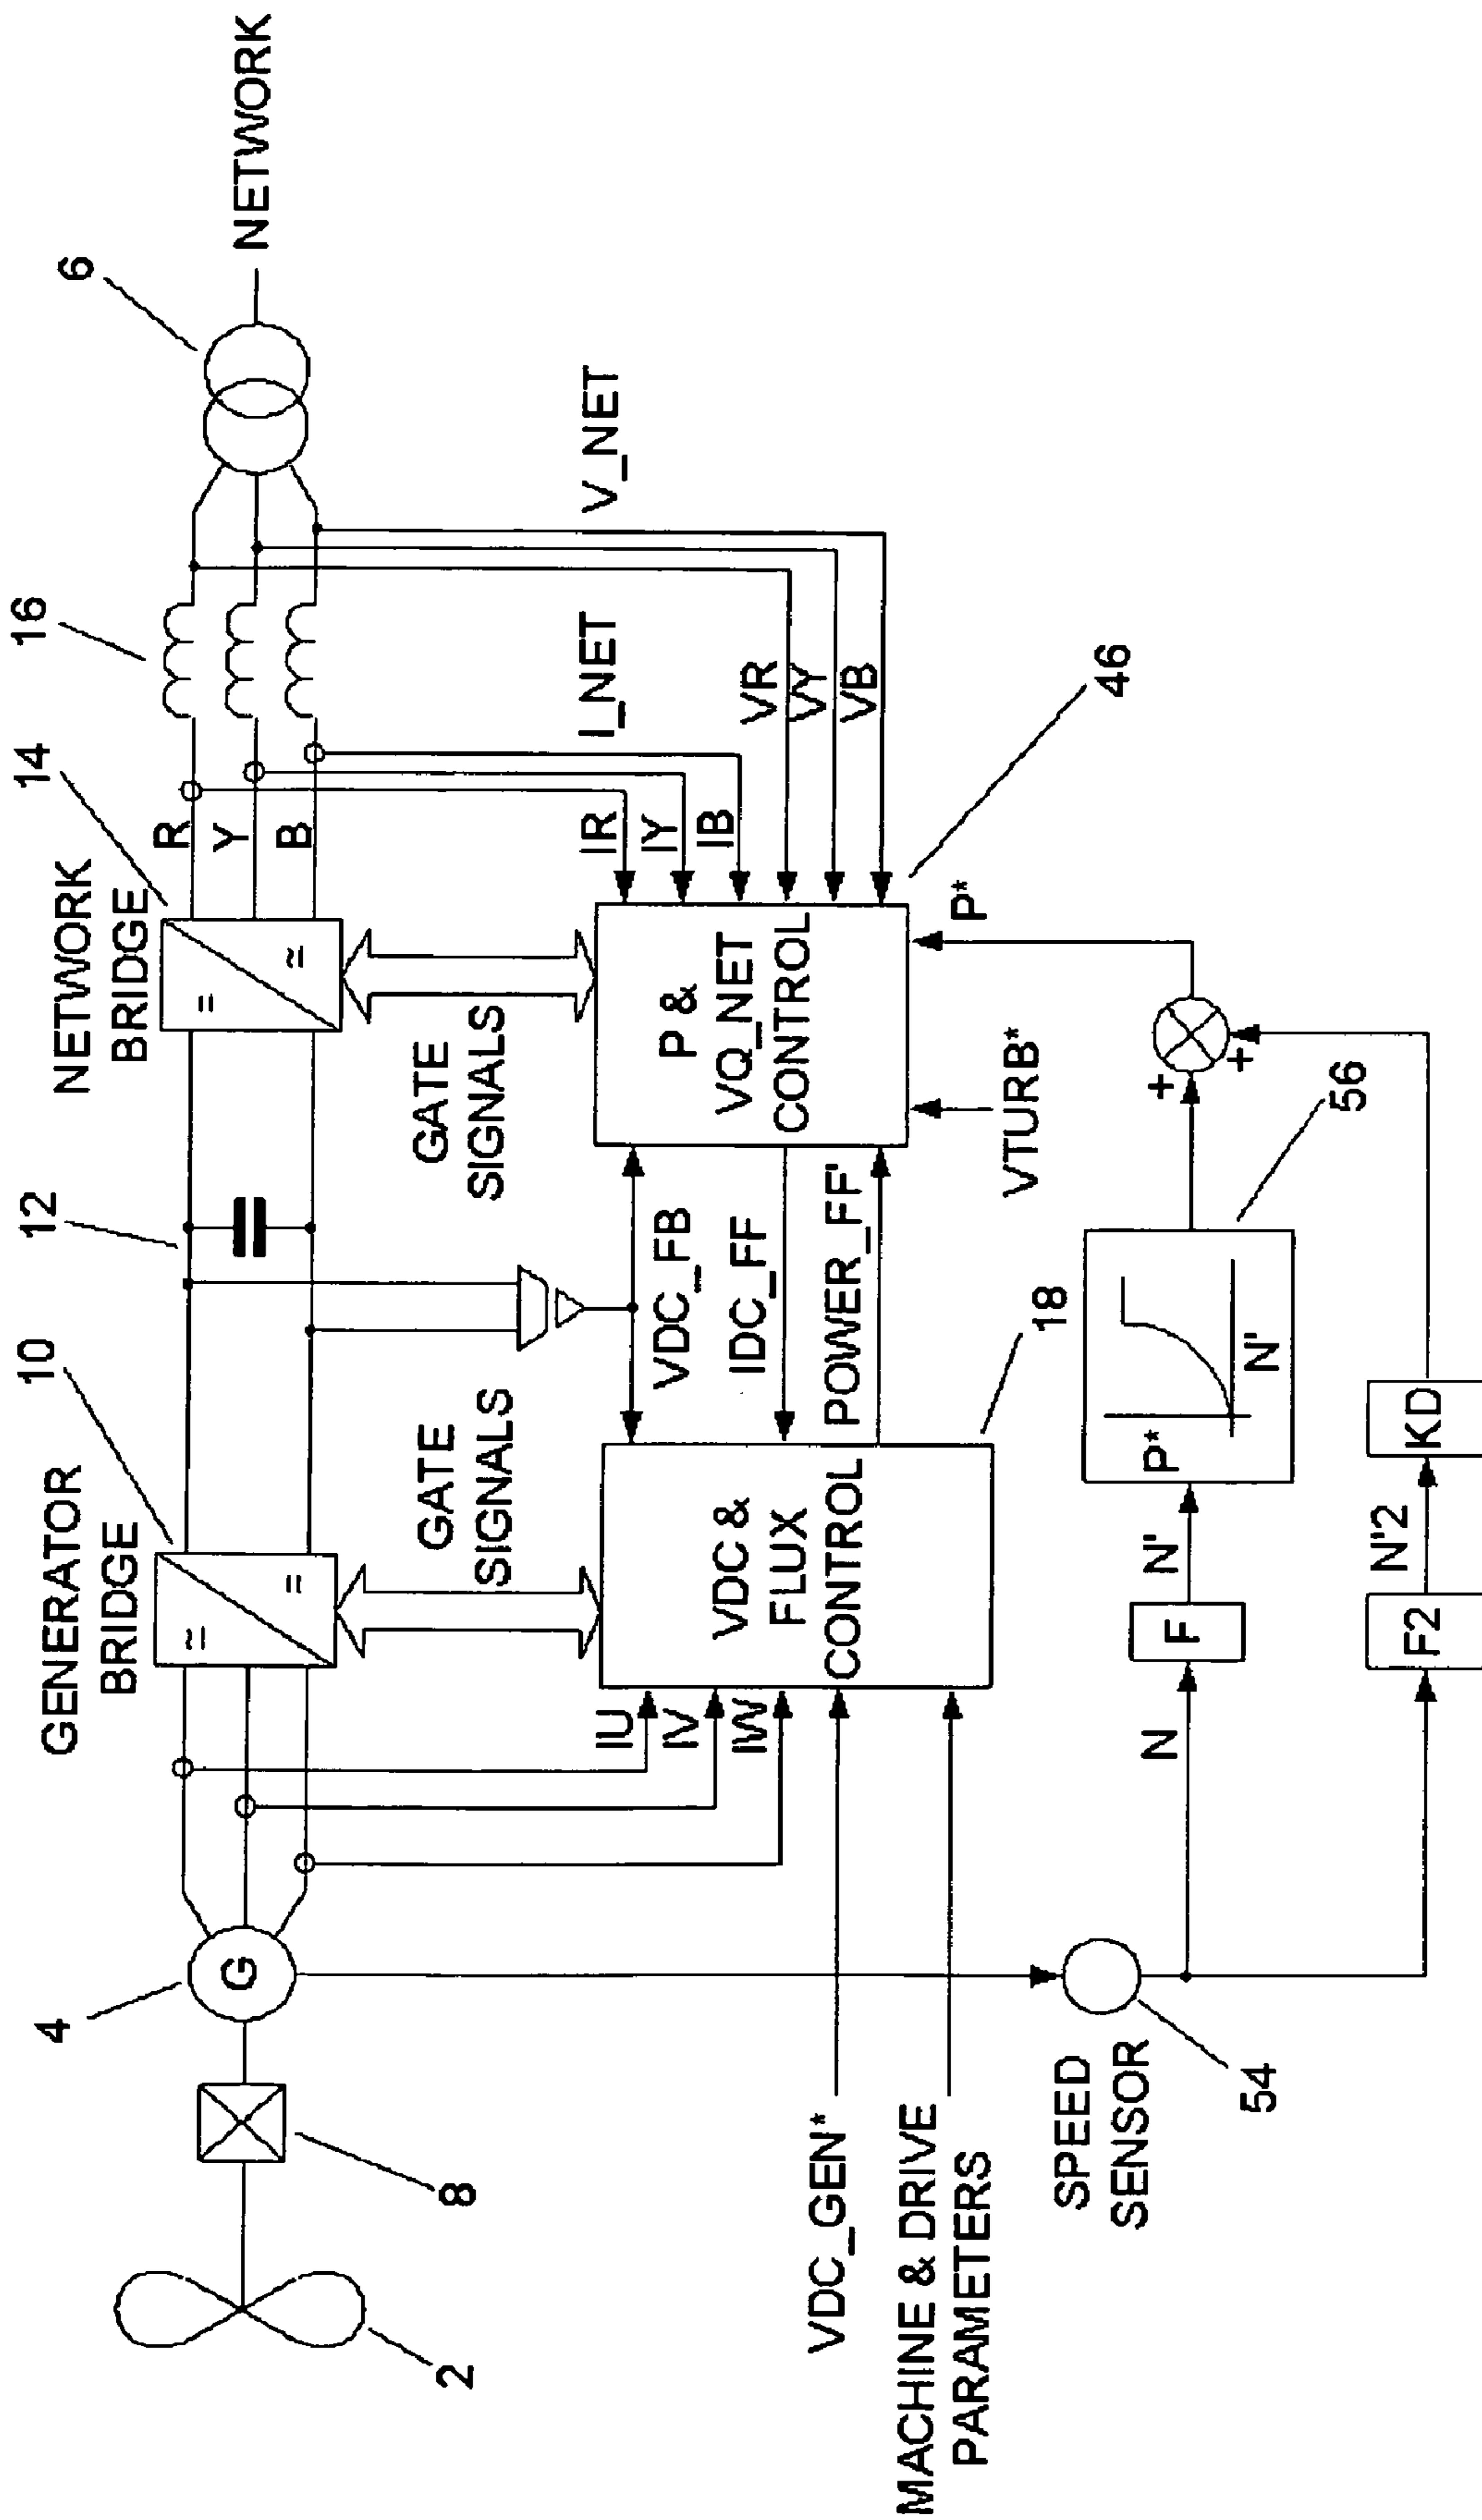 NETWORK
6
16
14
12
10
4
8
2
NETWORK
BRIDGE
GENERATOR
BRIDGE
R
Y
B
=
≃
≃
=
G
GATE
SIGNALS
GATE
SIGNALS
I_NET
V_NET
IR
IY
IB
VR
VY
VB
46
P &
VQ_NET
CONTROL
VDC_FB
IDC_FF
POWER_FF'
VTURB*
P*
18
VDC &
FLUX
CONTROL
IU
IV
IW
VDC_GEN*
MACHINE & DRIVE
PARAMETERS
SPEED
SENSOR
54
N
F
N'
P*
N'
56
+
+
F2
N'2
KD